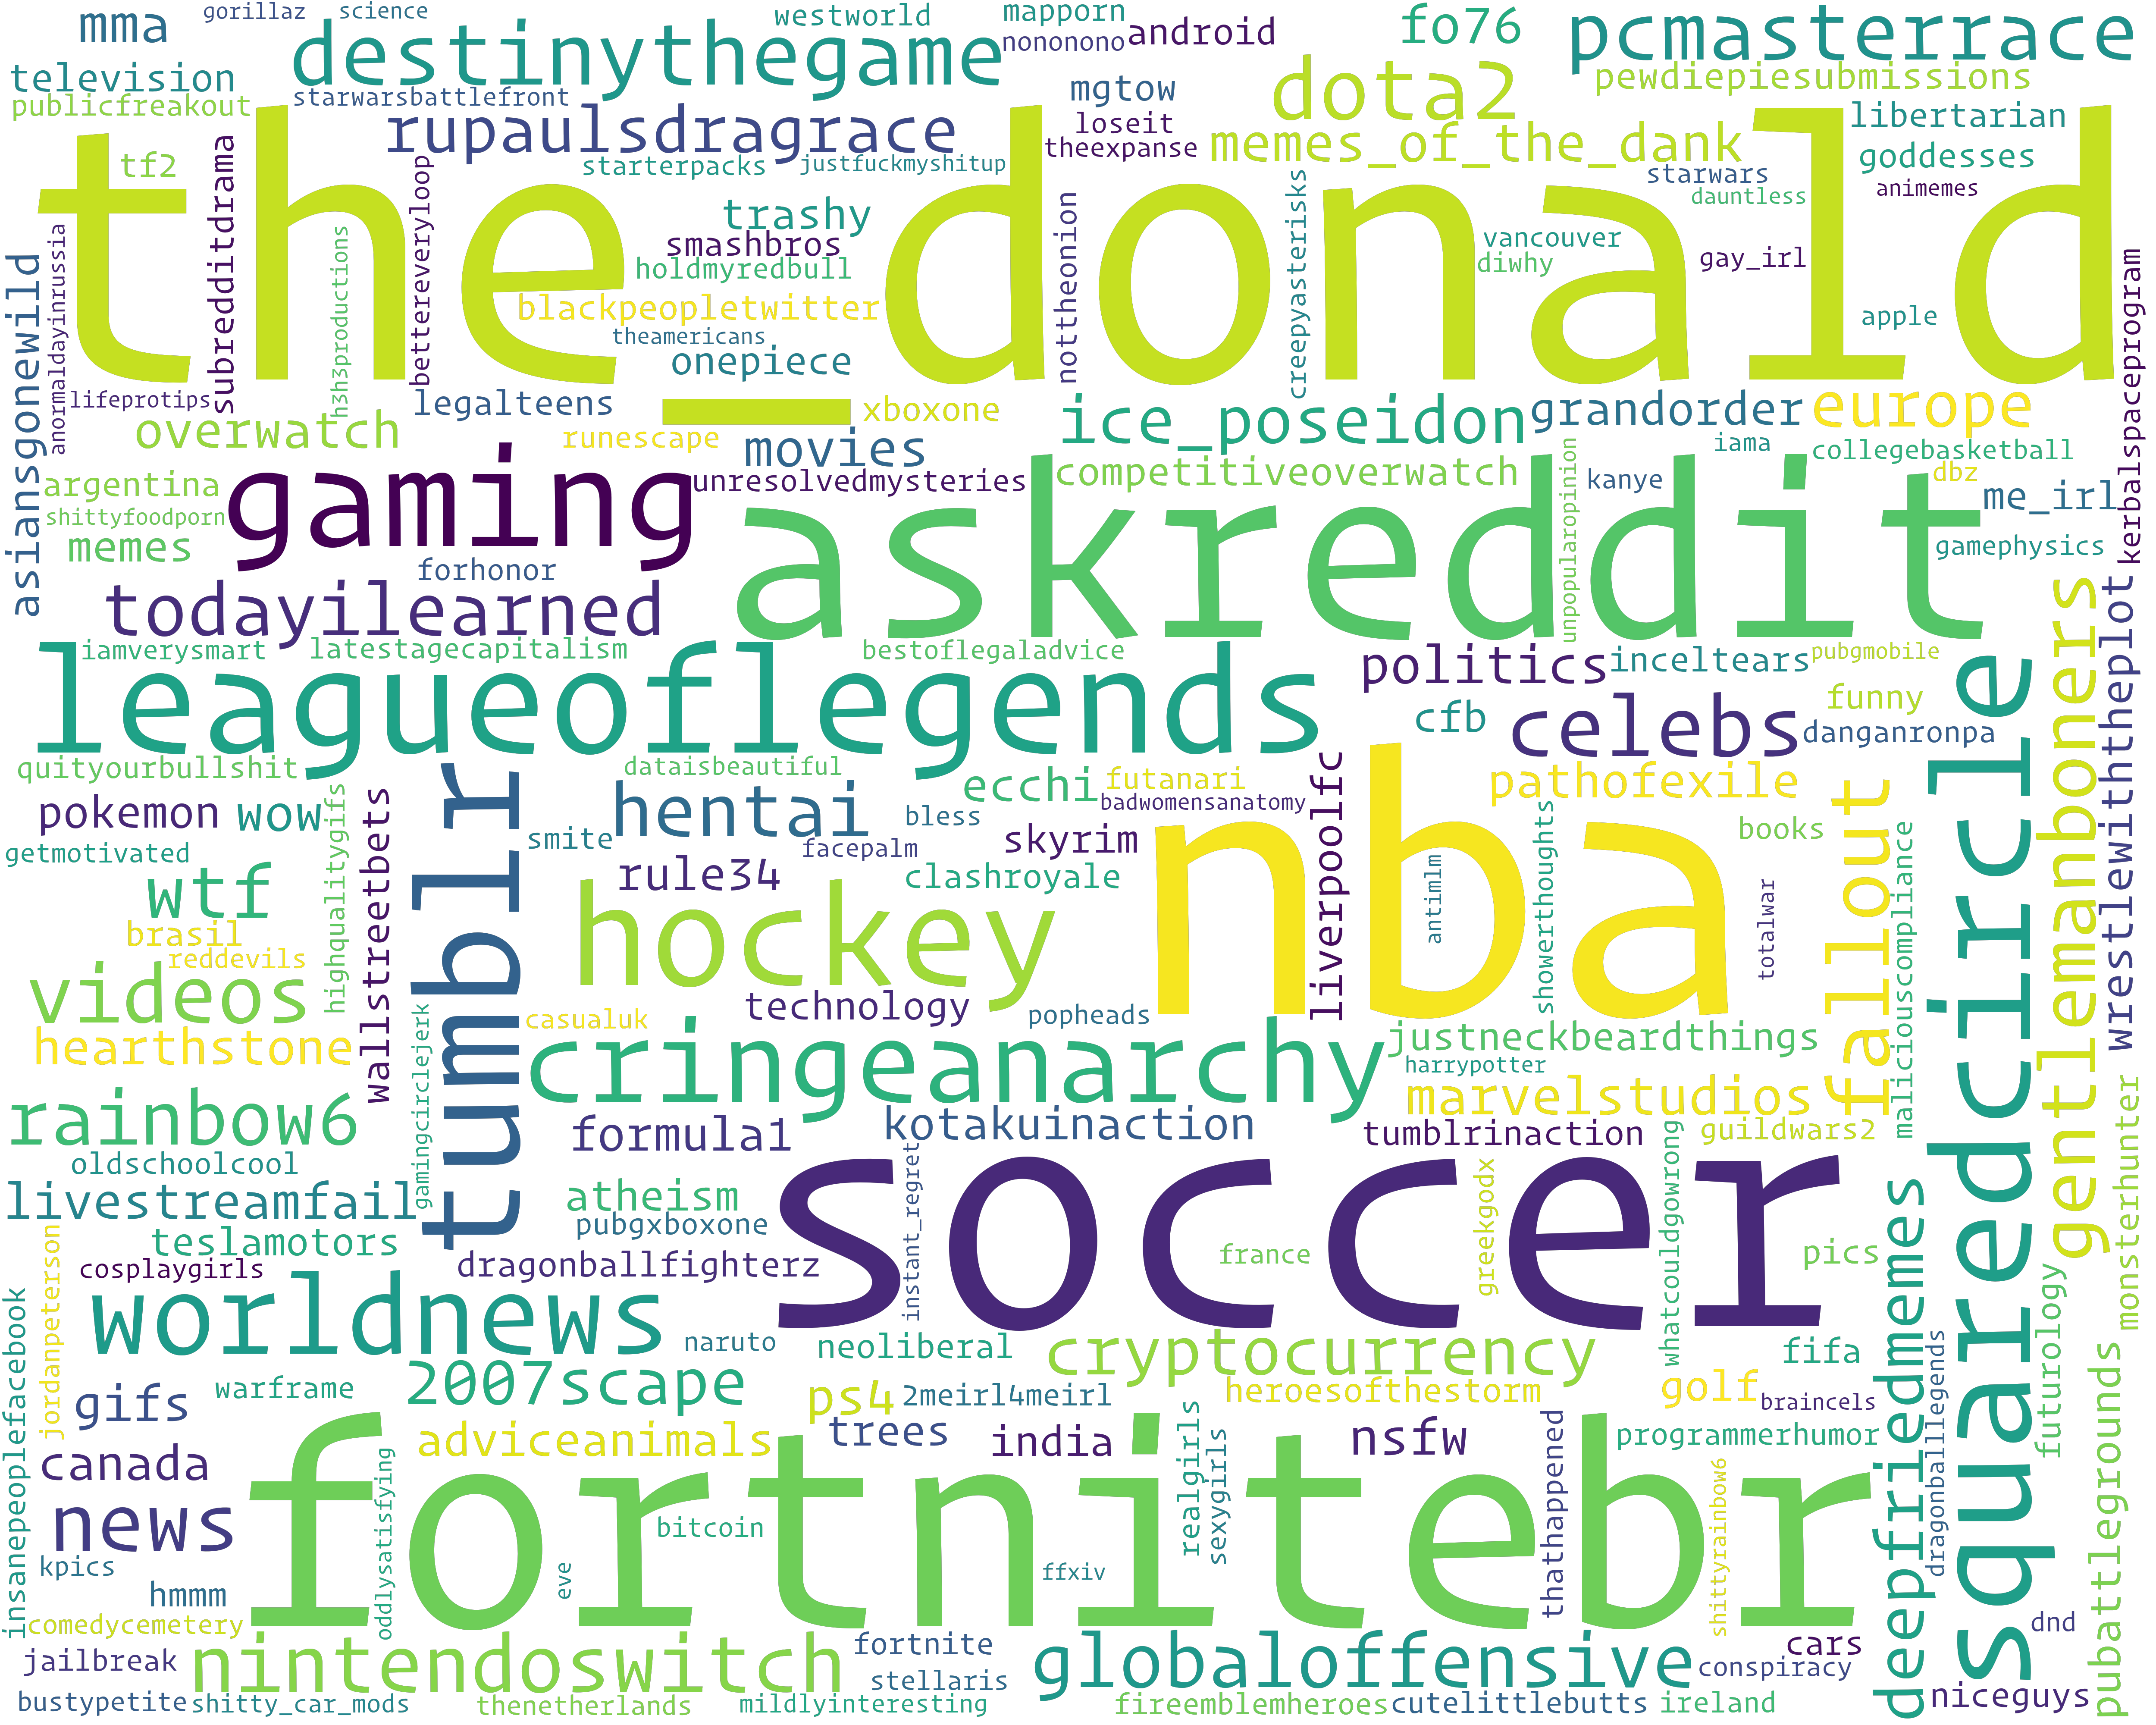 mma
gorillaz
science
westworld
mapporn
nononono
android
fo76
pcmasterrace
television
destinythegame
publicfreakout
starwarsbattlefront
mgtow
dota2
pewdiepiesubmissions
rupaulsdragrace
loseit
theexpanse
memes_of_the_dank
libertarian
goddesses
tf2
subredditdrama
bettereveryloop
starterpacks
justfuckmyshitup
creepyasterisks
starwars
dauntless
animemes
the_donald
trashy
smashbros
holdmyredbull
nottheonion
vancouver
diwhy
gay_irl
anormaldayinrussia
h3h3productions
blackpeopletwitter
theamericans
onepiece
apple
kerbalspaceprogram
asiansgonewild
lifeprotips
legalteens
xboxone
ice_poseidon
grandorder
europe
overwatch
runescape
movies
iama
collegebasketball
argentina
gaming
unresolvedmysteries
competitiveoverwatch
unpopularopinion
kanye
dbz
me_irl
shittyfoodporn
memes
askreddit
gamephysics
forhonor
todayilearned
iamverysmart
latestagecapitalism
bestoflegaladvice
politics
inceltears
pubgmobile
gentlemanboners
wrestlewiththeplot
leagueoflegends
cfb
celebs
funny
danganronpa
squaredcircle
quityourbullshit
dataisbeautiful
ecchi
futanari
badwomensanatomy
liverpoolfc
pathofexile
fallout
pokemon
wow
highqualitygifs
wallstreetbets
tumblr
hentai
smite
bless
facepalm
skyrim
nba
showerthoughts
books
maliciouscompliance
getmotivated
wtf
rule34
clashroyale
antimlm
totalwar
brasil
reddevils
hockey
videos
technology
popheads
casualuk
gamingcirclejerk
hearthstone
cringeanarchy
justneckbeardthings
harrypotter
rainbow6
marvelstudios
monsterhunter
formula1
kotakuinaction
tumblrinaction
guildwars2
oldschoolcool
whatcouldgowrong
instant_regret
greekgodx
livestreamfail
atheism
soccer
deepfriedmemes
pubgxboxone
teslamotors
jordanpeterson
france
pics
cosplaygirls
dragonballfighterz
futurology
insanepeoplefacebook
worldnews
naruto
neoliberal
cryptocurrency
fifa
dragonballlegends
pubattlegrounds
gifs
warframe
2007scape
ps4
2meirl4meirl
heroesofthestorm
golf
braincels
canada
adviceanimals
trees
india
realgirls
sexygirls
nsfw
thathappened
programmerhumor
news
oddlysatisfying
fortnitebr
bitcoin
shittyrainbow6
kpics
hmmm
eve
ffxiv
comedycemetery
dnd
jailbreak
nintendoswitch
fortnite
globaloffensive
cars
conspiracy
stellaris
niceguys
bustypetite
shitty_car_mods
thenetherlands
mildlyinteresting
fireemblemheroes
cutelittlebutts
ireland